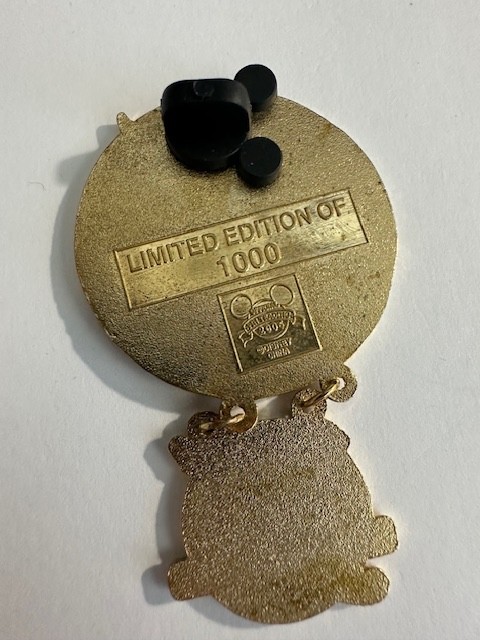 LIMITED EDITION OF
1000
©DISNEY
CHINA